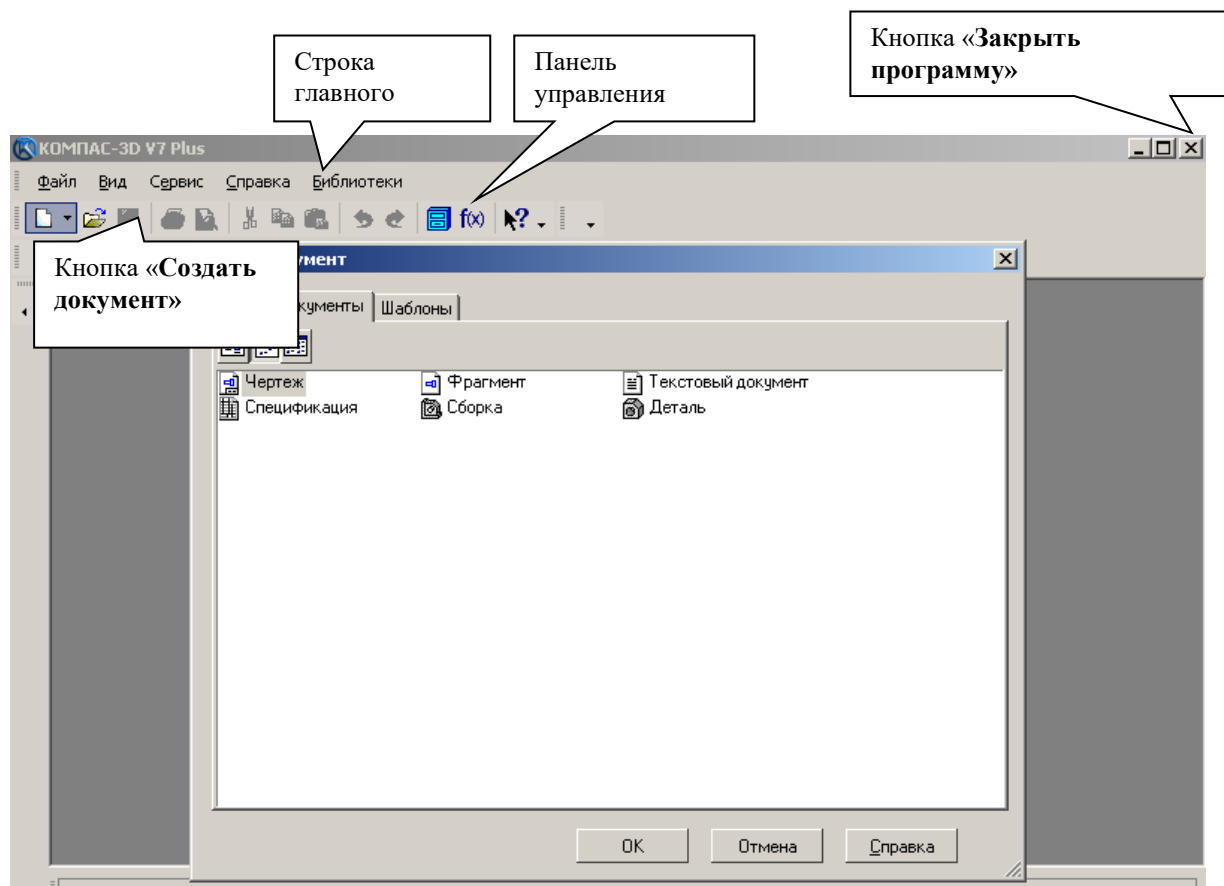 Строка
главного
Панель
управления
Кнопка «Закрыть
программу»
КОМПАС-3D V7 Plus
Файл Вид Сервис Справка Библиотеки
f(x) ?
Кнопка «Создать
документ»
умент
кументы Шаблоны
Чертеж Фрагмент Текстовый документ
Спецификация Сборка Деталь
OK Отмена Справка